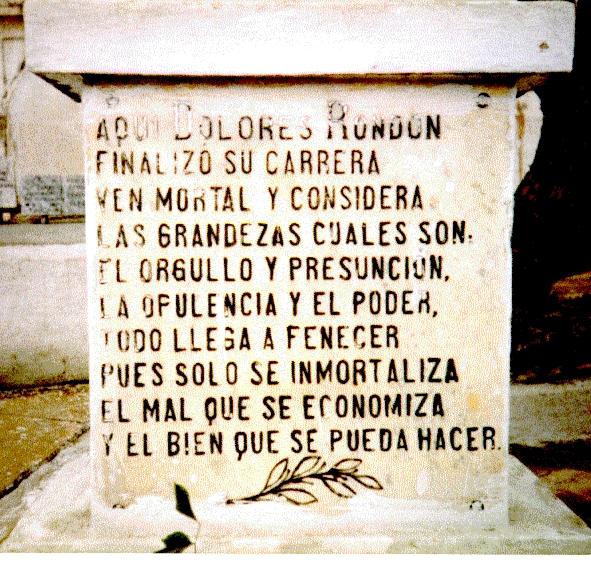 AQUI DOLORES RONDON
FINALIZO SU CARRERA
VEN MORTAL Y CONSIDERA
LAS GRANDEZAS CUALES SON:
EL ORGULLO Y PRESUNCION,
LA OPULENCIA Y EL PODER,
TODO LLEGA A FENECER
PUES SOLO SE INMORTALIZA
EL MAL QUE SE ECONOMIZA
Y EL BIEN QUE SE PUEDA HACER.